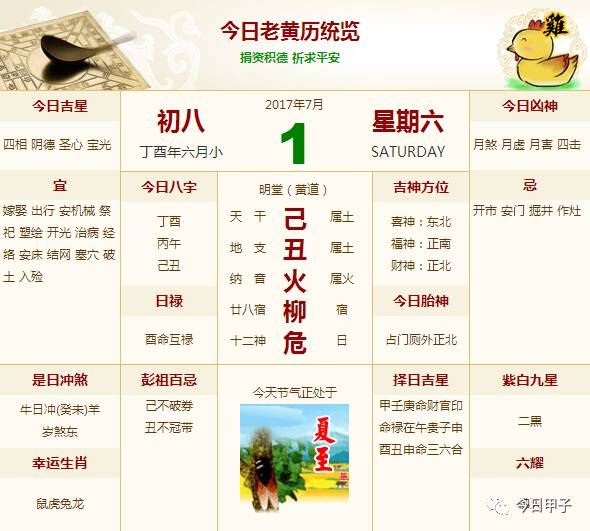 今日老黄历统览
捐资积德 祈求平安
雞
今日吉星
四相 阴德 圣心 宝光
初八
丁酉年六月小
2017年7月
1
星期六
SATURDAY
今日凶神
月煞 月虚 月害 四击
宜
嫁娶 出行 安机械 祭
祀 塑绘 开光 治病 经
络 安床 结网 塞穴 破
土 入殓
今日八字
丁酉
丙午
己丑
日禄
酉命互禄
明堂（黄道）
天 干 己 属土
地 支 丑 属土
纳 音 火 属火
廿八宿 柳 宿
十二神 危 日
吉神方位
喜神：东北
福神：正南
财神：正北
今日胎神
占门厕外正北
忌
开市 安门 掘井 作灶
是日冲煞
牛日冲(癸未)羊
岁煞东
幸运生肖
鼠虎兔龙
彭祖百忌
己不破券
丑不冠带
今天节气正处于
夏至
择日吉星
甲壬庚命财官印
命禄在午贵子申
酉丑申命三六合
紫白九星
二黑
六耀
今日甲子